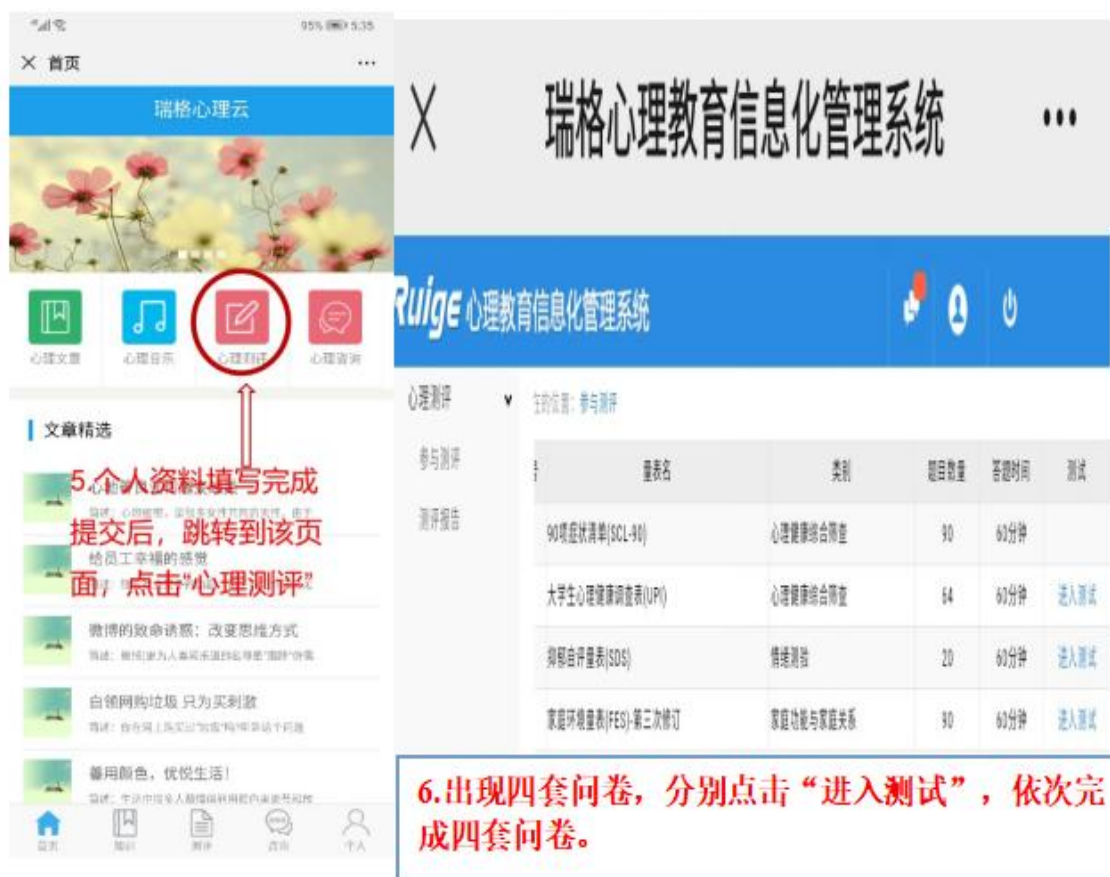 95% 5:35
首页
瑞格心理云
心理文章
心理音乐
心理测评
心理咨询
文章精选
5.个人资料填写完成
提交后，跳转到该页
面，点击“心理测评”
给员工幸福的感觉
微博的致命诱惑：改变思维方式
白领网购垃圾 只为买刺激
善用颜色，优悦生活！
首页
测评
咨询
个人
瑞格心理教育信息化管理系统
Ruige 心理教育信息化管理系统
心理测评
参与测评
测评报告
在的位置：参与测评
量表名 类别 题目数量 答题时间 测试
90项症状清单(SCL-90) 心理健康综合筛查 90 60分钟
大学生心理健康调查表(UPI) 心理健康综合筛查 64 60分钟 进入测试
抑郁自评量表(SDS) 情绪测验 20 60分钟 进入测试
家庭环境量表(FES)-第三次修订 家庭功能与家庭关系 90 60分钟 进入测试
6.出现四套问卷，分别点击“进入测试”，依次完
成四套问卷。